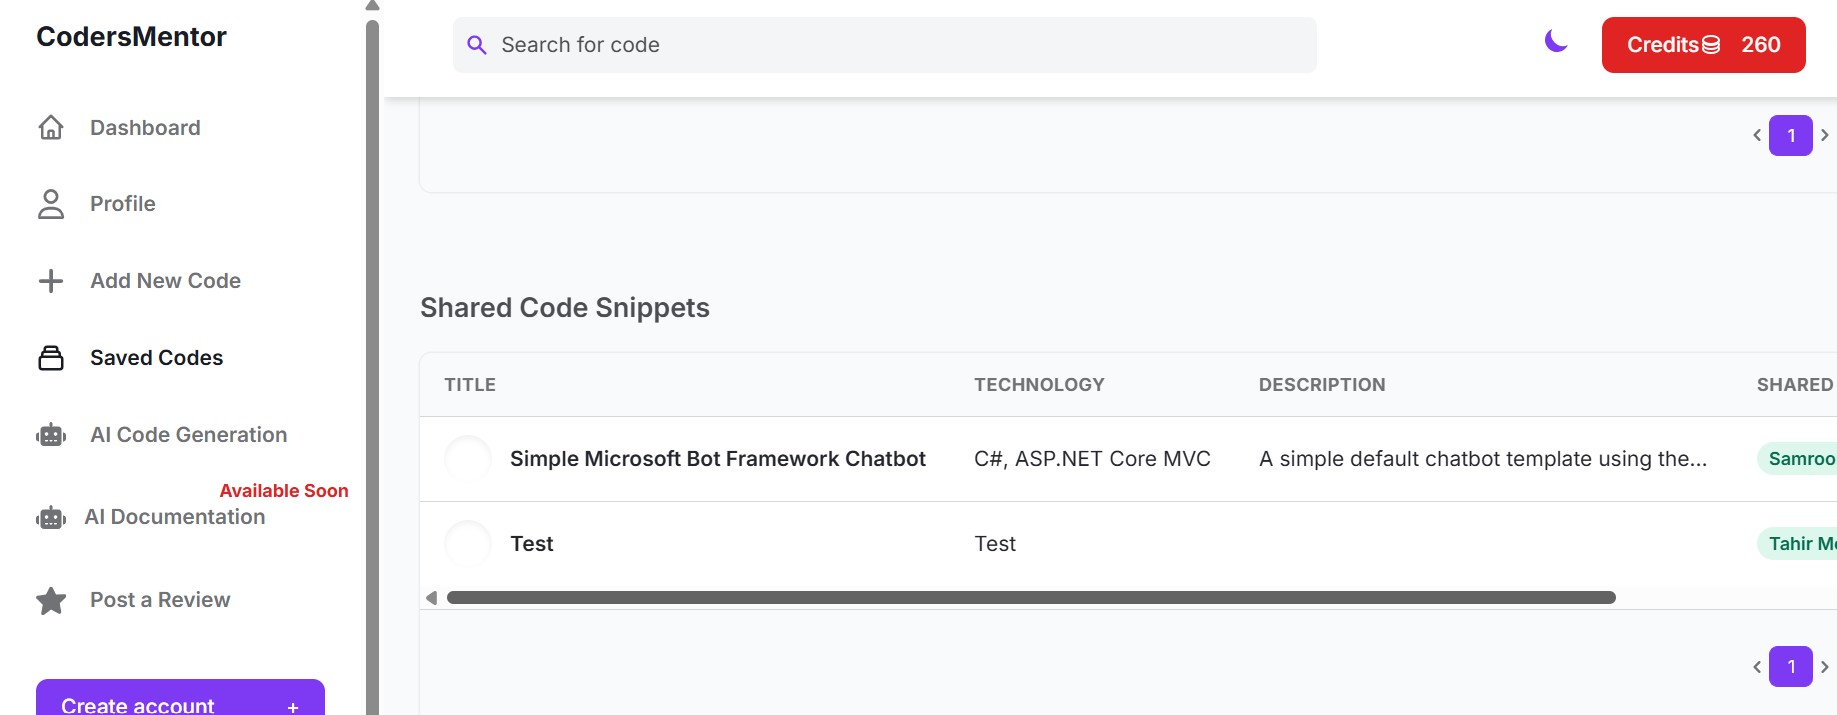 CodersMentor
Search for code
Credits 260
Dashboard
Profile
Add New Code
Saved Codes
AI Code Generation
Available Soon
AI Documentation
Post a Review
Create account +
1
Shared Code Snippets
TITLE TECHNOLOGY DESCRIPTION SHARED
Simple Microsoft Bot Framework Chatbot C#, ASP.NET Core MVC A simple default chatbot template using the... Samroo
Test Test Tahir Mo
1